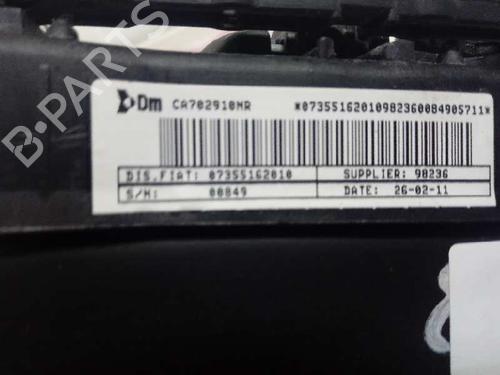 Dm CA702910MR *07355162010982360084905711*
DIS.FIAT: 07355162010 SUPPLIER: 98236
S/N: 00849 DATE: 26-02-11
B-PARTS